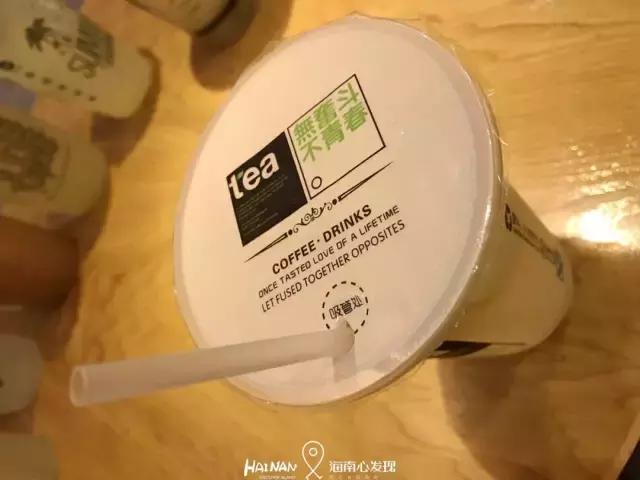 tea
無奮斗
不青春
COFFEE · DRINKS
ONCE TASTED LOVE OF A LIFETIME
LET FUSED TOGETHER OPPOSITES
吸管处
HAINAN
海南心发现